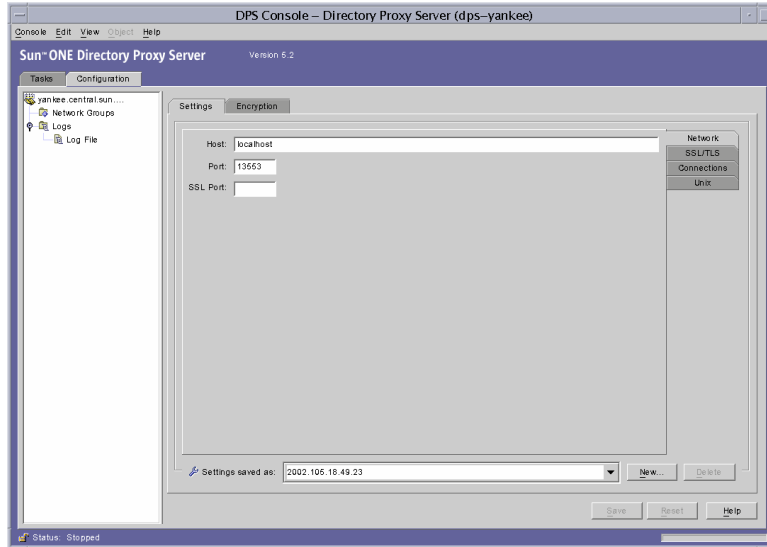 DPS Console – Directory Proxy Server (dps–yankee)
Console Edit View Object Help
Sun™ ONE Directory Proxy Server Version 5.2
Tasks Configuration
yankee.central.sun....
Network Groups
Logs
Log File
Settings Encryption
Host: localhost
Port: 13553
SSL Port:
Network
SSL/TLS
Connections
Unix
Settings saved as: 2002.105.18.49.23
New... Delete
Save Reset Help
Status: Stopped